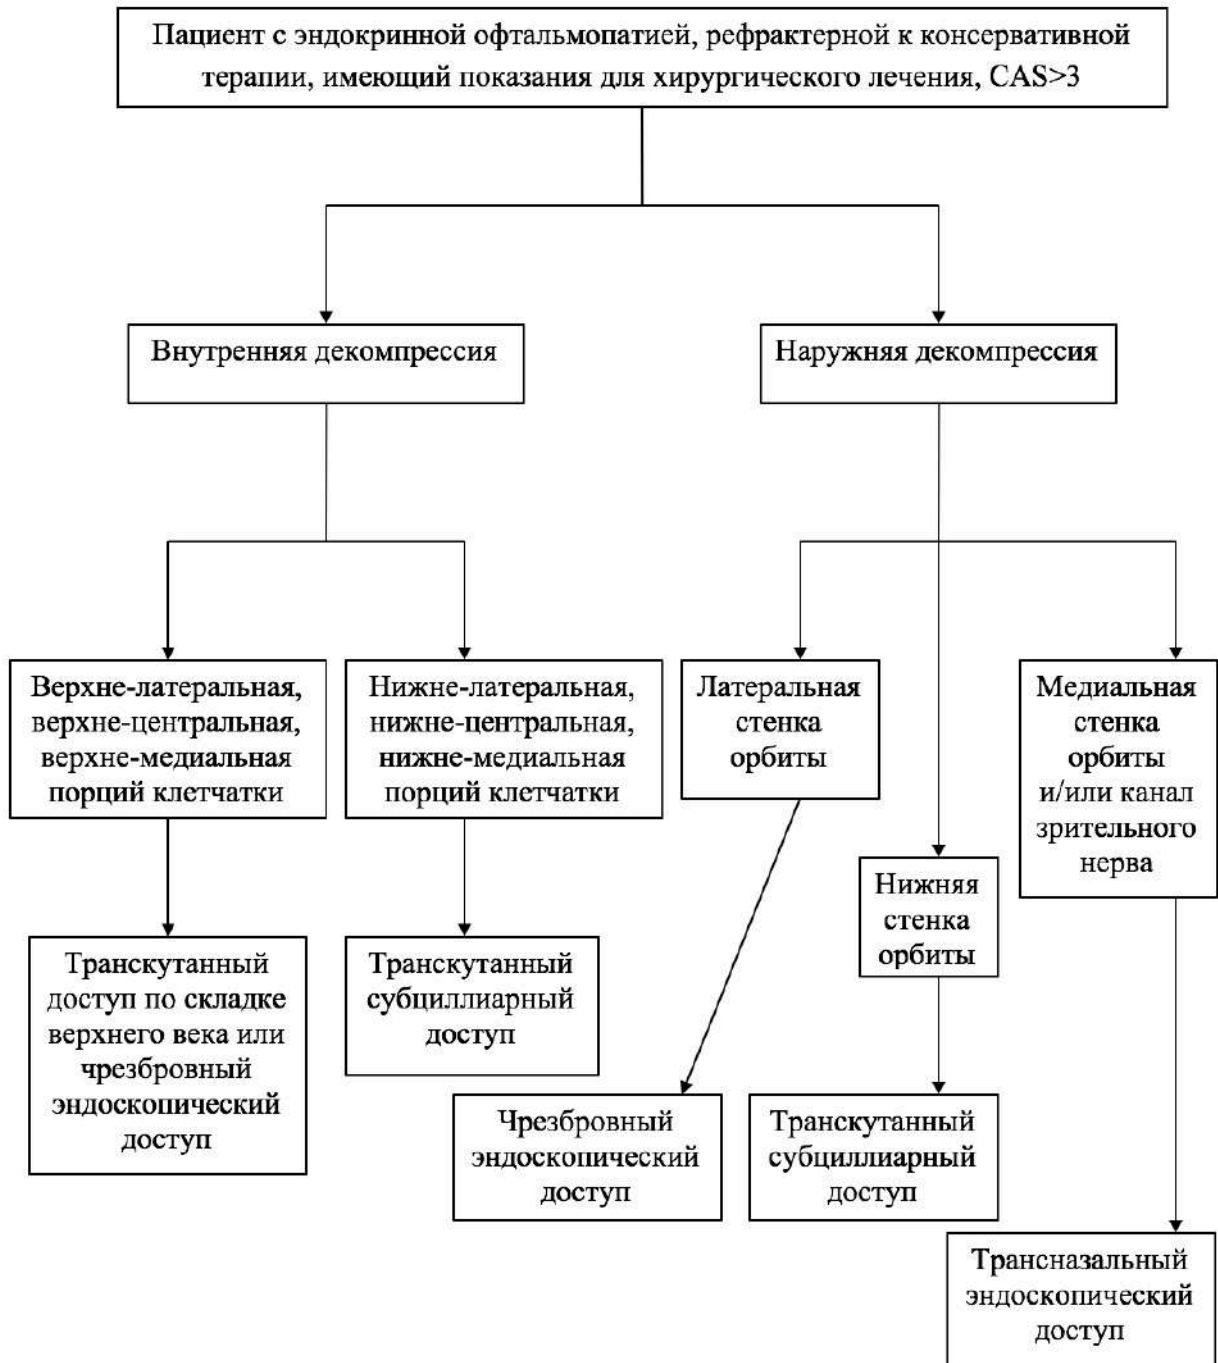 Пациент с эндокринной офтальмопатией, рефрактерной к консервативной
терапии, имеющий показания для хирургического лечения, CAS>3
Внутренняя декомпрессия
Наружняя декомпрессия
Верхне-латеральная,
верхне-центральная,
верхне-медиальная
порций клетчатки
Нижне-латеральная,
нижне-центральная,
нижне-медиальная
порций клетчатки
Латеральная
стенка
орбиты
Медиальная
стенка
орбиты
и/или канал
зрительного
нерва
Нижняя
стенка
орбиты
Транскутанный
доступ по складке
верхнего века или
чрезбровный
эндоскопический
доступ
Транскутанный
субциллиарный
доступ
Чрезбровный
эндоскопический
доступ
Транскутанный
субциллиарный
доступ
Трансназальный
эндоскопический
доступ